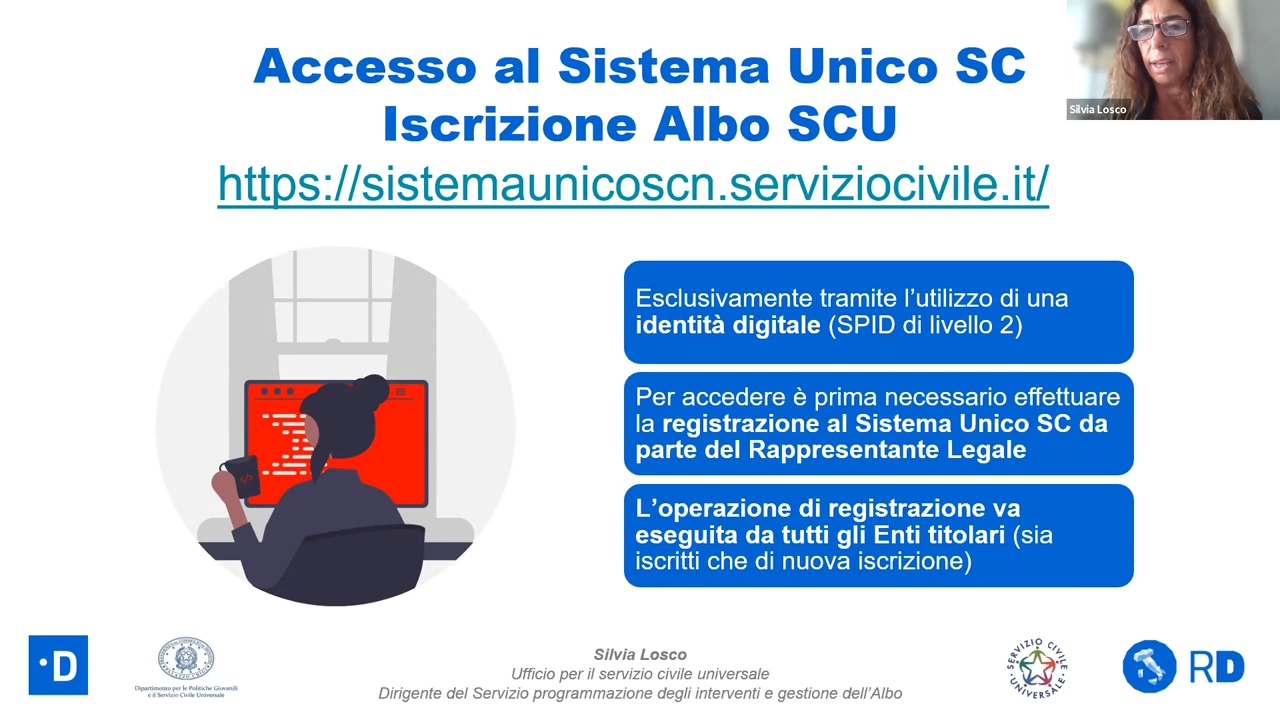 Accesso al Sistema Unico SC
Iscrizione Albo SCU
https://sistemaunicoscn.serviziocivile.it/
Silvia Losco
Esclusivamente tramite l'utilizzo di una
identità digitale (SPID di livello 2)
Per accedere è prima necessario effettuare
la registrazione al Sistema Unico SC da
parte del Rappresentante Legale
L'operazione di registrazione va
eseguita da tutti gli Enti titolari (sia
iscritti che di nuova iscrizione)
D
Dipartimento per le Politiche Giovanili
e il Servizio Civile Universale
Silvia Losco
Ufficio per il servizio civile universale
Dirigente del Servizio programmazione degli interventi e gestione dell'Albo
SERVIZIO CIVILE
UNIVERSALE
RD